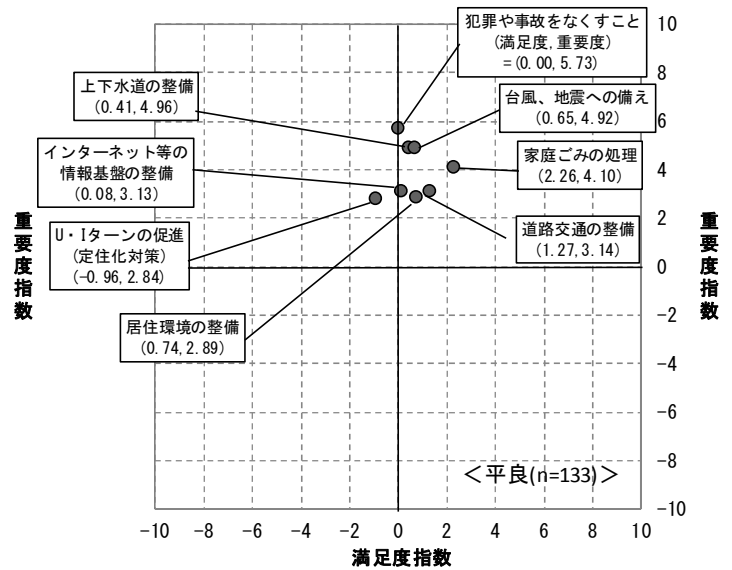 犯罪や事故をなくすこと
(満足度,重要度)
=(0.00,5.73)
上下水道の整備
(0.41,4.96)
台風、地震への備え
(0.65,4.92)
インターネット等の
情報基盤の整備
(0.08,3.13)
家庭ごみの処理
(2.26,4.10)
U・Iターンの促進
(定住化対策)
(-0.96,2.84)
道路交通の整備
(1.27,3.14)
居住環境の整備
(0.74,2.89)
重要度指数
重要度指数
10
8
6
4
2
0
-2
-4
-6
-8
-10
<平良(n=133)>
-10 -8 -6 -4 -2 0 2 4 6 8 10
満足度指数